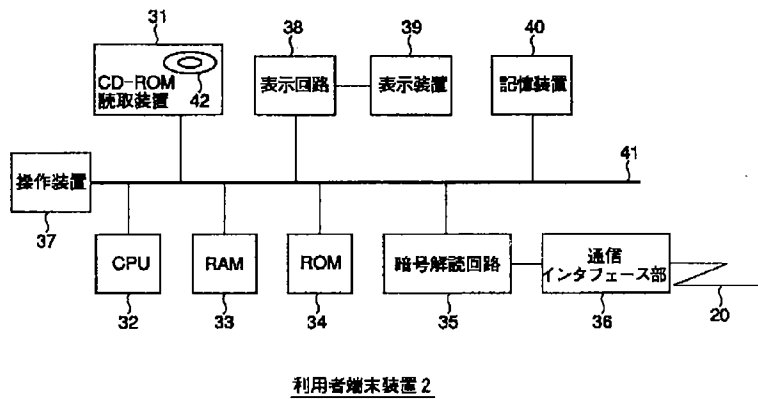 31
38
39
40
CD-ROM
読取装置
42
表示回路
表示装置
記憶装置
41
操作装置
37
CPU
RAM
ROM
暗号解読回路
通信
インタフェース部
32
33
34
35
36
20
利用者端末装置2